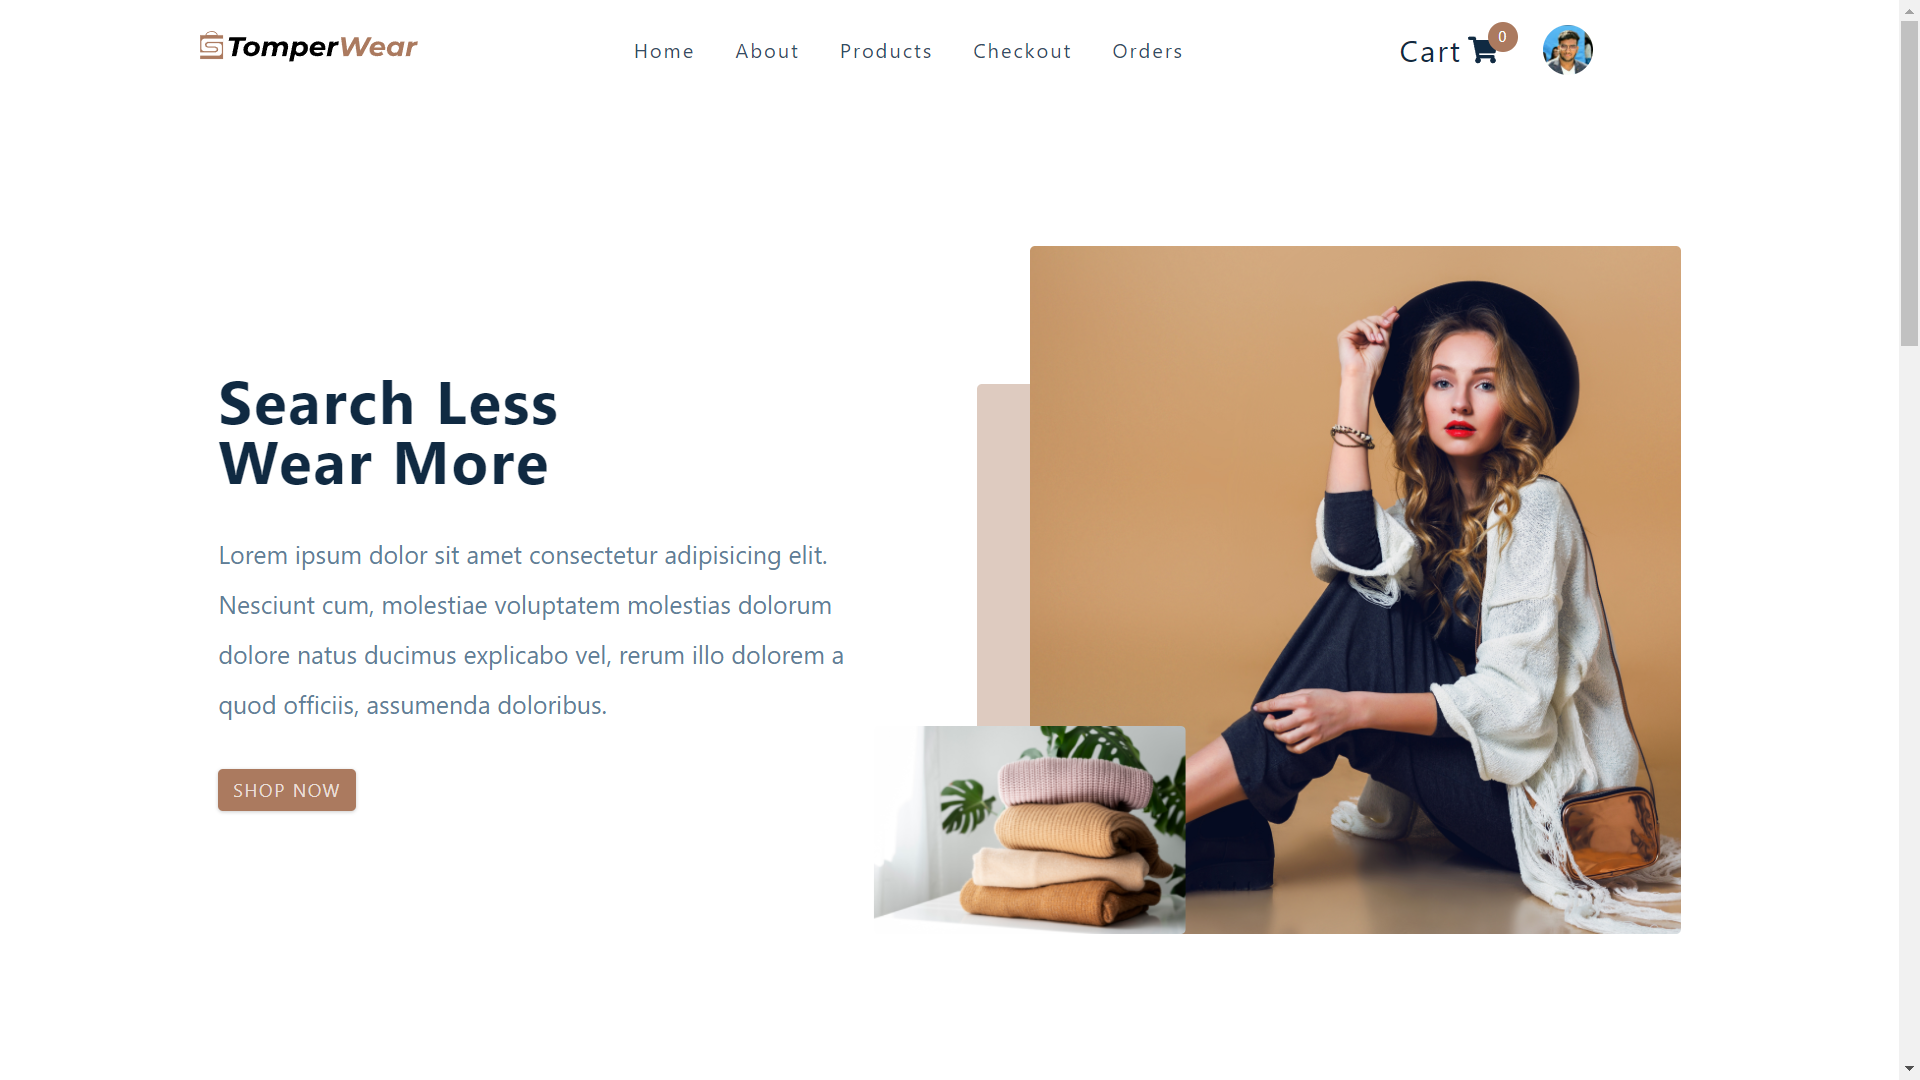 TomperWear
Home
About
Products
Checkout
Orders
Cart
0
Search Less
Wear More
Lorem ipsum dolor sit amet consectetur adipisicing elit.
Nesciunt cum, molestiae voluptatem molestias dolorum
dolore natus ducimus explicabo vel, rerum illo dolorem a
quod officiis, assumenda doloribus.
SHOP NOW